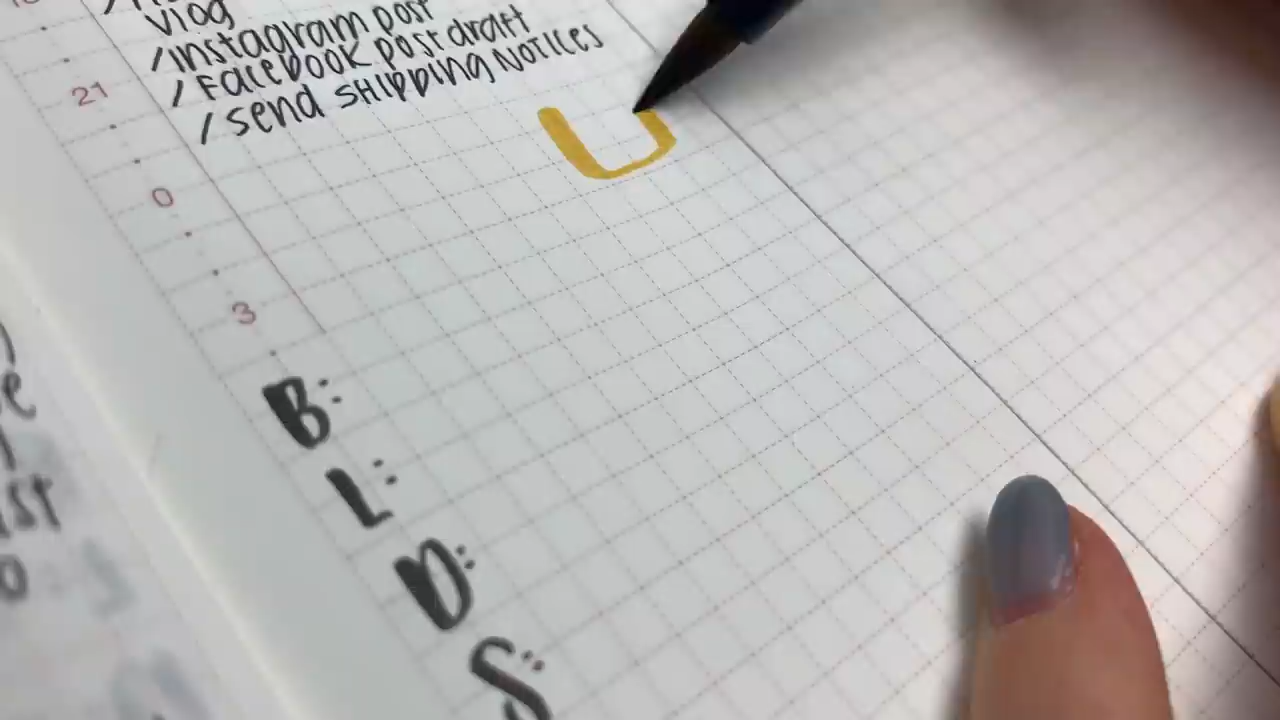 vlog
/instagram post
/ Facebook post draft
/ send shipping notices
21
0
3
B:
L:
D:
S: